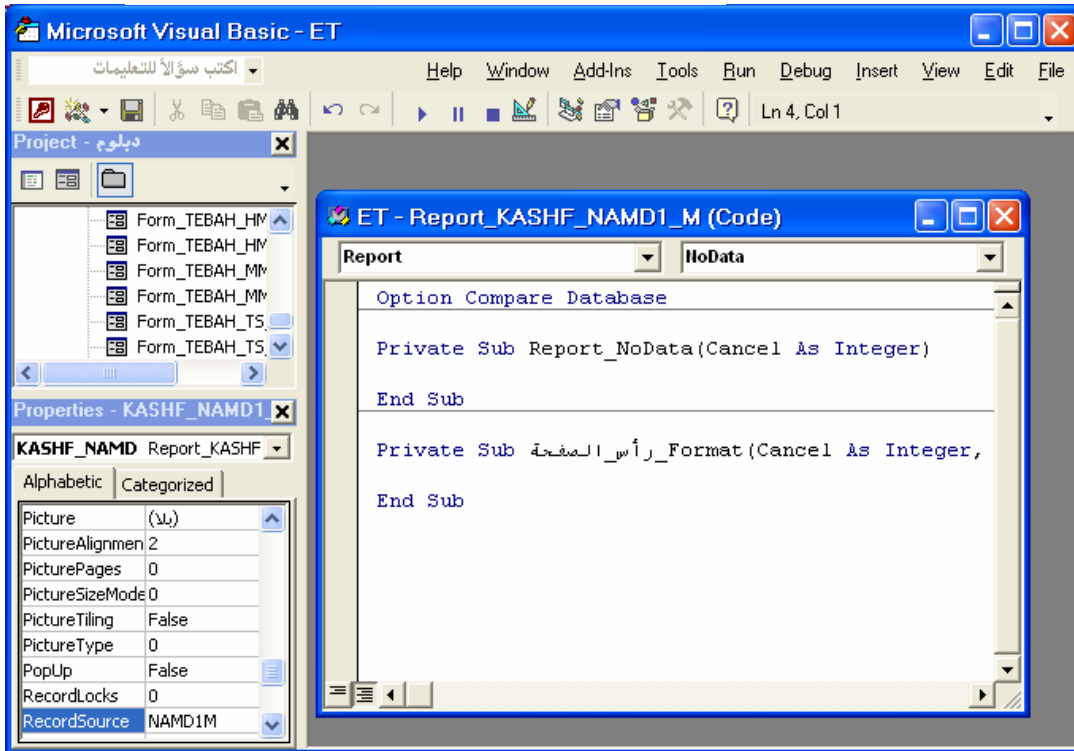 Microsoft Visual Basic - ET
اكتب سؤالاً للتعليمات
Help Window Add-Ins Tools Run Debug Insert View Edit File
Ln 4, Col 1
Project - دبلوم
Form_TEBAH_HM
Form_TEBAH_HM
Form_TEBAH_MM
Form_TEBAH_MM
Form_TEBAH_TS_
Form_TEBAH_TS_
Properties - KASHF_NAMD1_
KASHF_NAMD Report_KASHF
Alphabetic Categorized
Picture (بلا)
PictureAlignmen 2
PicturePages 0
PictureSizeMode 0
PictureTiling False
PictureType 0
PopUp False
RecordLocks 0
RecordSource NAMD1M
ET - Report_KASHF_NAMD1_M (Code)
Report NoData
Option Compare Database
Private Sub Report_NoData(Cancel As Integer)
End Sub
Private Sub رأس_الصفحة_Format(Cancel As Integer,
End Sub